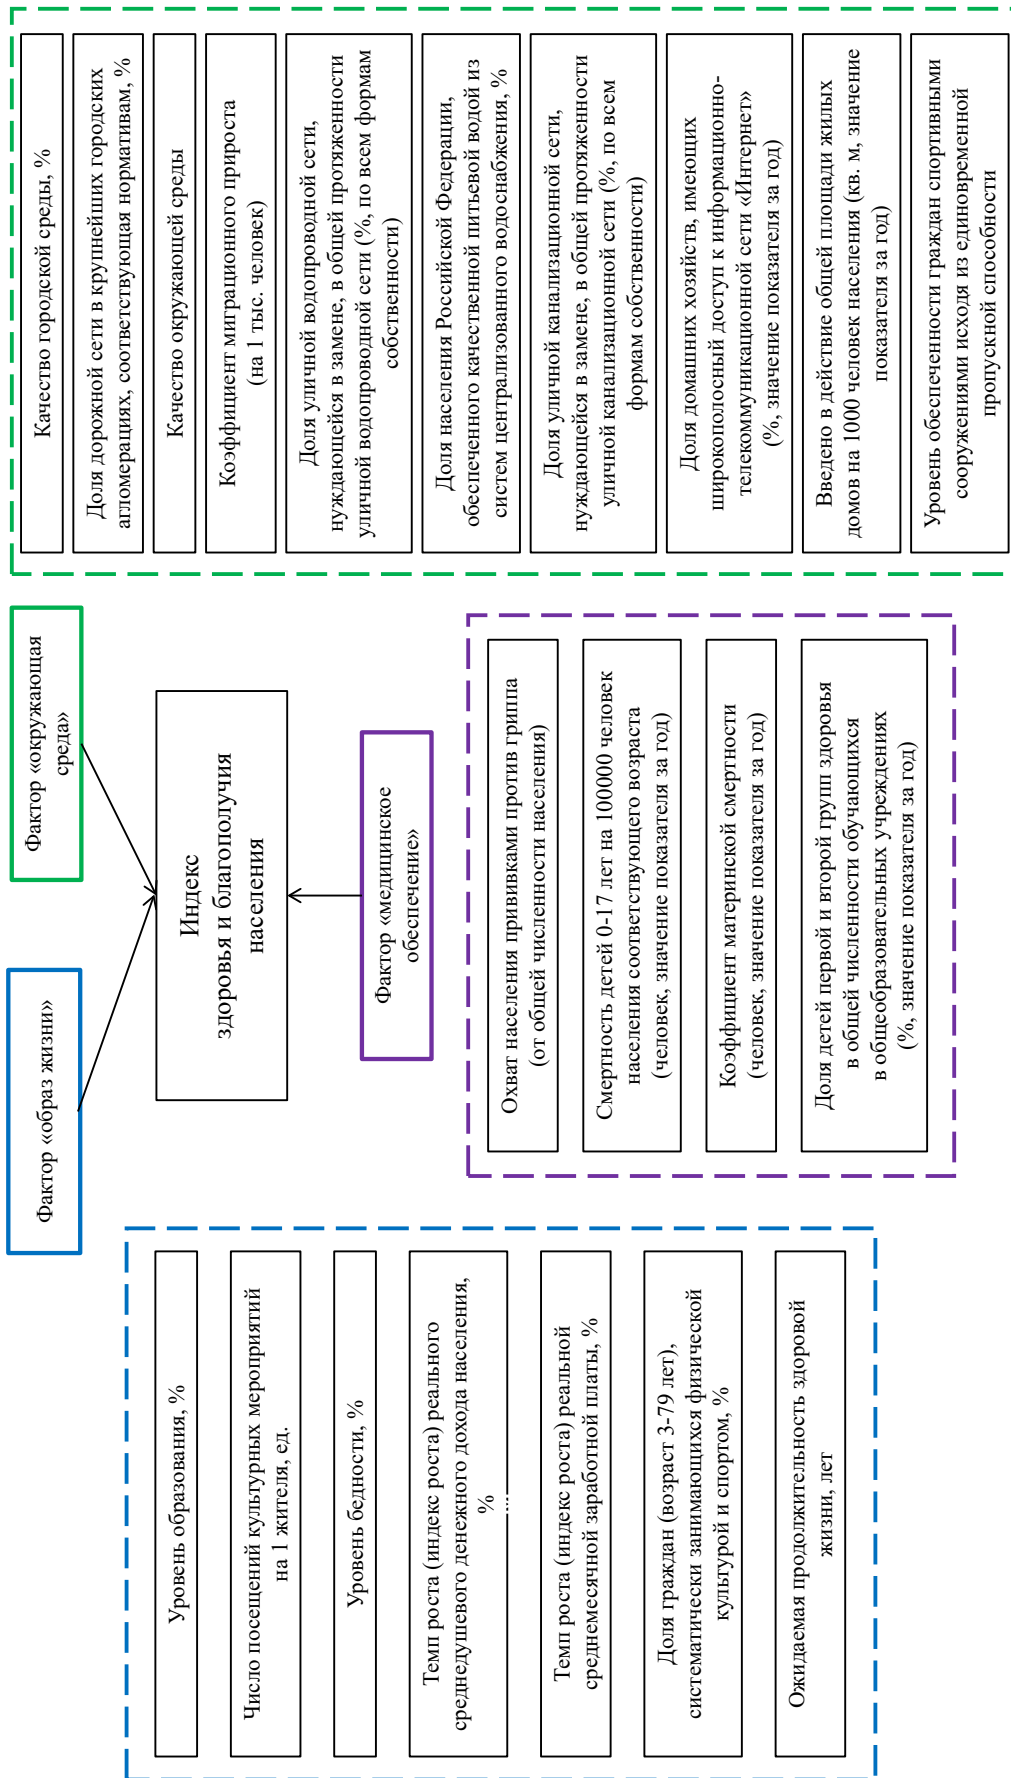 Фактор «образ жизни»
Фактор «окружающая
среда»
Индекс
здоровья и благополучия
населения
Фактор «медицинское
обеспечение»
Уровень образования, %
Число посещений культурных мероприятий
на 1 жителя, ед.
Уровень бедности, %
Темп роста (индекс роста) реального
среднедушевого денежного дохода населения,
%
Темп роста (индекс роста) реальной
среднемесячной заработной платы, %
Доля граждан (возраст 3-79 лет),
систематически занимающихся физической
культурой и спортом, %
Ожидаемая продолжительность здоровой
жизни, лет
Охват населения прививками против гриппа
(от общей численности населения)
Смертность детей 0-17 лет на 100000 человек
населения соответствующего возраста
(человек, значение показателя за год)
Коэффициент материнской смертности
(человек, значение показателя за год)
Доля детей первой и второй групп здоровья
в общей численности обучающихся
в общеобразовательных учреждениях
(%, значение показателя за год)
Качество городской среды, %
Доля дорожной сети в крупнейших городских
агломерациях, соответствующая нормативам, %
Качество окружающей среды
Коэффициент миграционного прироста
(на 1 тыс. человек)
Доля уличной водопроводной сети,
нуждающейся в замене, в общей протяженности
уличной водопроводной сети (%, по всем формам
собственности)
Доля населения Российской Федерации,
обеспеченного качественной питьевой водой из
систем централизованного водоснабжения, %
Доля уличной канализационной сети,
нуждающейся в замене, в общей протяженности
уличной канализационной сети (%, по всем
формам собственности)
Доля домашних хозяйств, имеющих
широкополосный доступ к информационно-
телекоммуникационной сети «Интернет»
(%, значение показателя за год)
Введено в действие общей площади жилых
домов на 1000 человек населения (кв. м, значение
показателя за год)
Уровень обеспеченности граждан спортивными
сооружениями исходя из единовременной
пропускной способности